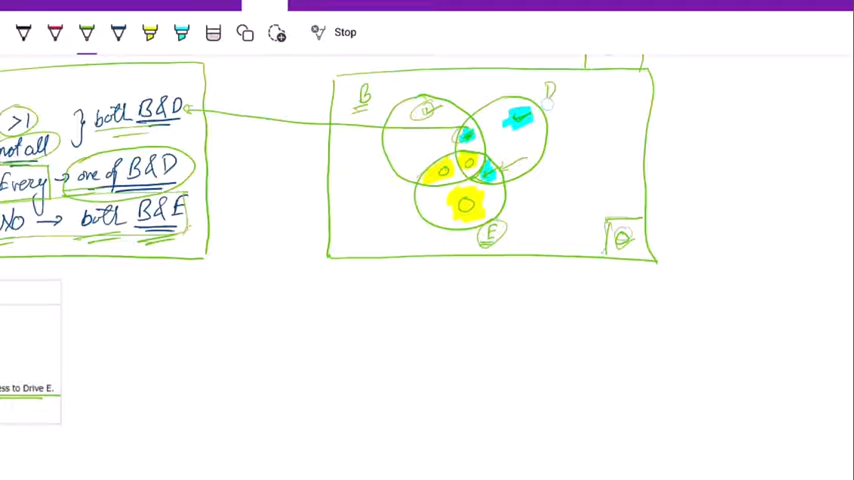 Stop
>1
not all
} both B&D
Every → one of B&D
No → both B&E
B
D
E
ess to Drive E.